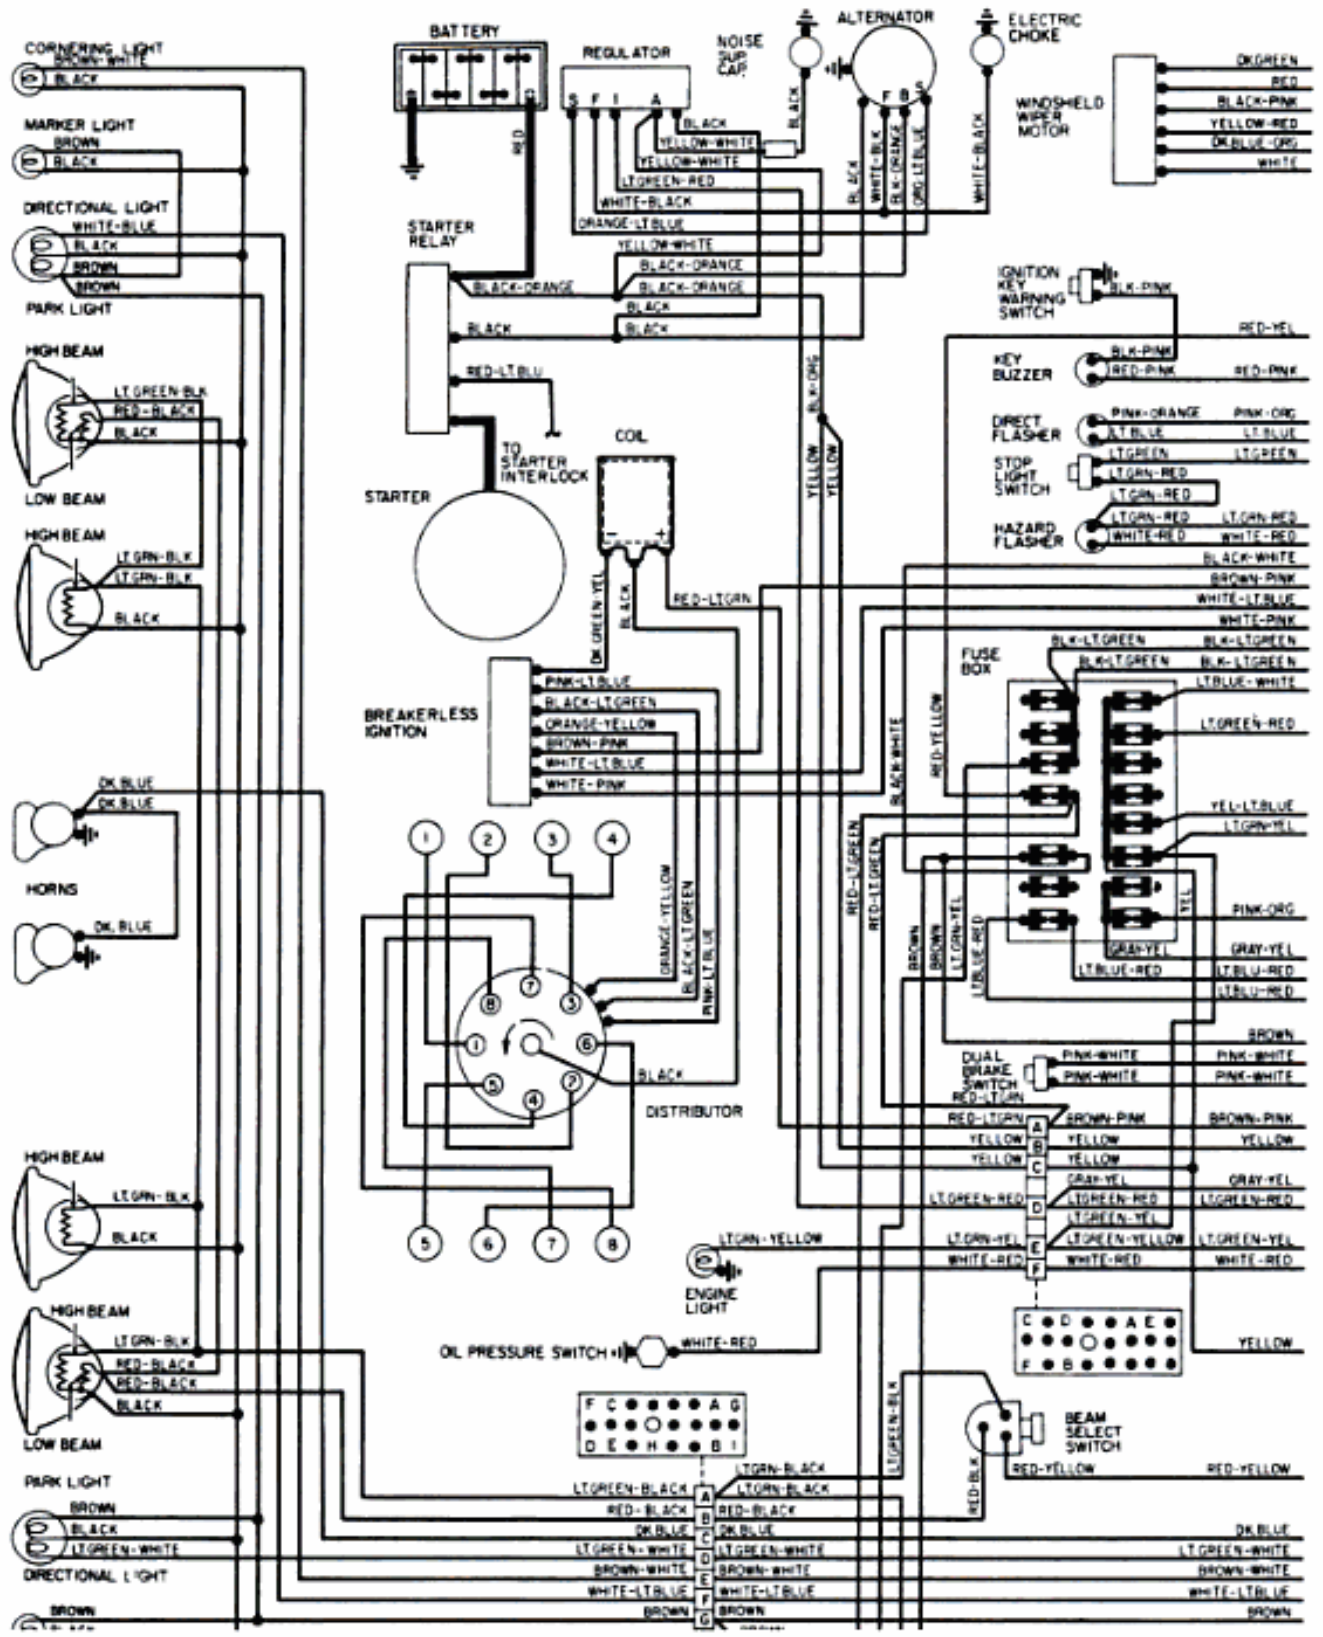 CORNERING LIGHT
BROWN-WHITE
BLACK
MARKER LIGHT
BROWN
BLACK
DIRECTIONAL LIGHT
WHITE-BLUE
BLACK
BROWN
BROWN
PARK LIGHT
HIGH BEAM
LT.GREEN-BLK
RED-BLACK
BLACK
LOW BEAM
HIGH BEAM
LT.GRN-BLK
LT.GRN-BLK
BLACK
DK.BLUE
DK.BLUE
HORNS
DK.BLUE
HIGH BEAM
LT.GRN-BLK
BLACK
HIGH BEAM
LT.GRN-BLK
RED-BLACK
RED-BLACK
BLACK
LOW BEAM
PARK LIGHT
BROWN
BLACK
LT.GREEN-WHITE
DIRECTIONAL LIGHT
BROWN
BLACK
BATTERY
RED
STARTER
RELAY
BLACK-ORANGE
BLACK
RED-LT.BLU
TO
STARTER
INTERLOCK
STARTER
REGULATOR
S F I A
BLACK
YELLOW-WHITE
YELLOW-WHITE
LT.GREEN-RED
WHITE-BLACK
ORANGE-LT.BLUE
YELLOW-WHITE
BLACK-ORANGE
BLACK-ORANGE
BLACK
BLACK
NOISE
SUP
CAP.
BLACK
ALTERNATOR
F B S
BLACK
WHITE-BLK
BLK-ORANGE
ORG-LT.BLUE
ELECTRIC
CHOKE
WHITE-BLACK
BLK-ORG
YELLOW
YELLOW
COIL
- +
DK.GREEN-YEL
BLACK
RED-LT.GRN
BREAKERLESS
IGNITION
PINK-LT.BLUE
BLACK-LT.GREEN
ORANGE-YELLOW
BROWN-PINK
WHITE-LT.BLUE
WHITE-PINK
1 2 3 4
ORANGE-YELLOW
BLACK-LT.GREEN
PINK-LT.BLUE
7
8 3
1 6
5 2
4
BLACK
DISTRIBUTOR
5 6 7 8
LT.GRN-YELLOW
ENGINE
LIGHT
OIL PRESSURE SWITCH
WHITE-RED
F C A G
D E H B I
WINDSHIELD
WIPER
MOTOR
DK.GREEN
RED
BLACK-PINK
YELLOW-RED
DK.BLUE-ORG
WHITE
IGNITION
KEY
WARNING
SWITCH
BLK-PINK
RED-YEL
KEY
BUZZER
BLK-PINK
RED-PINK
RED-PINK
DIRECT
FLASHER
PINK-ORANGE
PINK-ORG
LT.BLUE
LT.BLUE
STOP
LIGHT
SWITCH
LT.GREEN
LT.GREEN
LT.GRN-RED
LT.GRN-RED
HAZARD
FLASHER
LT.GRN-RED
LT.GRN-RED
WHITE-RED
WHITE-RED
BLACK-WHITE
BROWN-PINK
WHITE-LT.BLUE
WHITE-PINK
BLK-LT.GREEN
BLK-LT.GREEN
BLK-LT.GREEN
BLK-LT.GREEN
FUSE
BOX
LT.BLUE-WHITE
LT.GREEN-RED
YEL-LT.BLUE
LT.GRN-YEL
BLACK-WHITE
RED-YELLOW
RED-LT.GREEN
RED-LT.GREEN
BROWN
BROWN
LT.GRN-YEL
LT.BLUE-RED
YEL
PINK-ORG
GRAY-YEL
GRAY-YEL
LT.BLUE-RED
LT.BLU-RED
LT.BLU-RED
BROWN
DUAL
BRAKE
SWITCH
PINK-WHITE
PINK-WHITE
PINK-WHITE
PINK-WHITE
RED-LT.GRN
RED-LT.GRN A BROWN-PINK BROWN-PINK
YELLOW B YELLOW YELLOW
YELLOW C YELLOW
GRAY-YEL GRAY-YEL
LT.GREEN-RED D LT.GREEN-RED LT.GREEN-RED
LT.GREEN-YEL
LT.GRN-YEL E LT.GREEN-YELLOW LT.GREEN-YEL
WHITE-RED F WHITE-RED WHITE-RED
C D A E
F B
YELLOW
LT.GREEN-BLK
BEAM
SELECT
SWITCH
RED-BLK
RED-YELLOW
RED-YELLOW
LT.GRN-BLACK
LT.GREEN-BLACK A LT.GRN-BLACK
RED-BLACK B RED-BLACK
DK.BLUE C DK.BLUE DK.BLUE
LT.GREEN-WHITE D LT.GREEN-WHITE LT.GREEN-WHITE
BROWN-WHITE E BROWN-WHITE BROWN-WHITE
WHITE-LT.BLUE F WHITE-LT.BLUE WHITE-LT.BLUE
BROWN G BROWN BROWN
BROWN